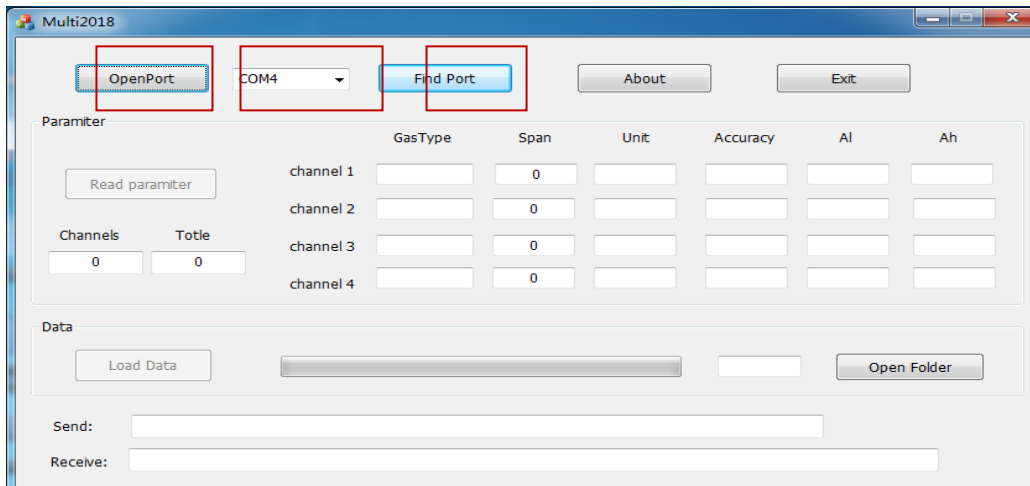 Multi2018
OpenPort COM4 Find Port About Exit
Paramiter
GasType Span Unit Accuracy Al Ah
Read paramiter
channel 1 0
channel 2 0
Channels Totle
channel 3 0
0 0
channel 4 0
Data
Load Data Open Folder
Send:
Receive: